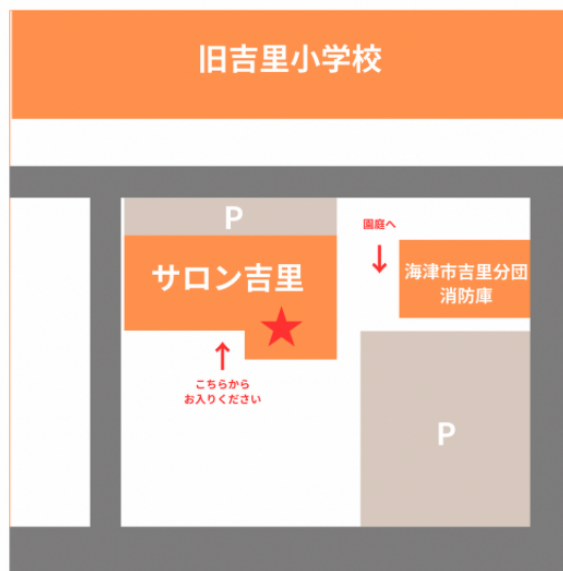 旧吉里小学校
P
園庭へ
サロン吉里
海津市吉里分団
消防庫
こちらから
お入りください
P